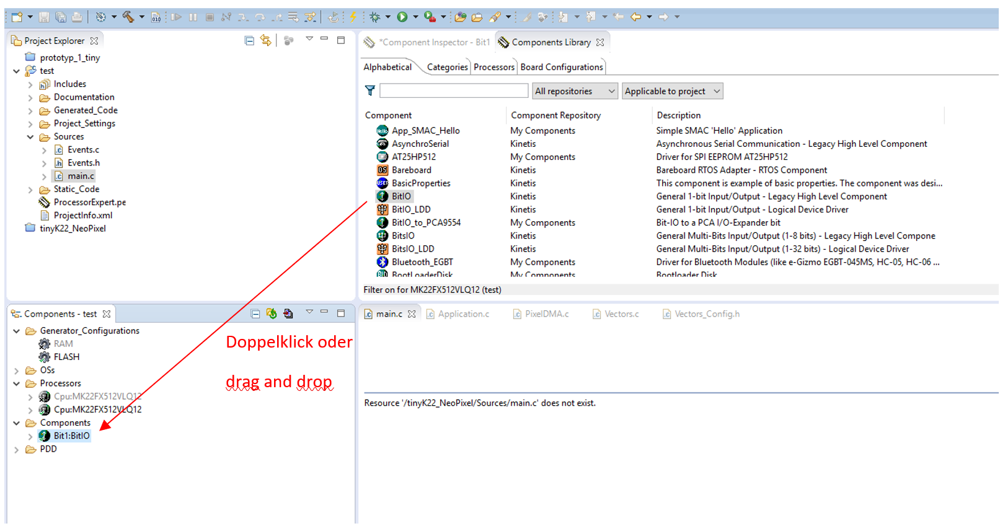 Project Explorer
prototyp_1_tiny
test
Includes
Documentation
Generated_Code
Project_Settings
Sources
Events.c
Events.h
main.c
Static_Code
ProcessorExpert.pe
ProjectInfo.xml
tinyK22_NeoPixel
*Component Inspector - Bit1 Components Library
Alphabetical Categories Processors Board Configurations
All repositories Applicable to project
Component Component Repository Description
App_SMAC_Hello My Components Simple SMAC 'Hello' Application
AsynchroSerial Kinetis Asynchronous Serial Communication - Legacy High Level Component
AT25HP512 My Components Driver for SPI EEPROM AT25HP512
Bareboard Kinetis Bareboard RTOS Adapter - RTOS Component
BasicProperties Kinetis This component is example of basic properties. The component was desi...
BitIO Kinetis General 1-bit Input/Output - Legacy High Level Component
BitIO_LDD Kinetis General 1-bit Input/Output - Logical Device Driver
BitIO_to_PCA9554 My Components Bit-IO to a PCA I/O-Expander bit
BitsIO Kinetis General Multi-Bits Input/Output (1-8 bits) - Legacy High Level Compone
BitsIO_LDD Kinetis General Multi-Bits Input/Output (1-32 bits) - Logical Device Driver
Bluetooth_EGBT My Components Driver for Bluetooth Modules (like e-Gizmo EGBT-045MS, HC-05, HC-06 ...
BootLoaderDisk My Components Bootloader Disk
Filter on for MK22FX512VLQ12 (test)
Components - test
Generator_Configurations
RAM
FLASH
OSs
Processors
Cpu:MK22FX512VLQ12
Cpu:MK22FX512VLQ12
Components
Bit1:BitIO
PDD
Doppelklick oder
drag and drop
main.c Application.c PixelDMA.c Vectors.c Vectors_Config.h
Resource '/tinyK22_NeoPixel/Sources/main.c' does not exist.